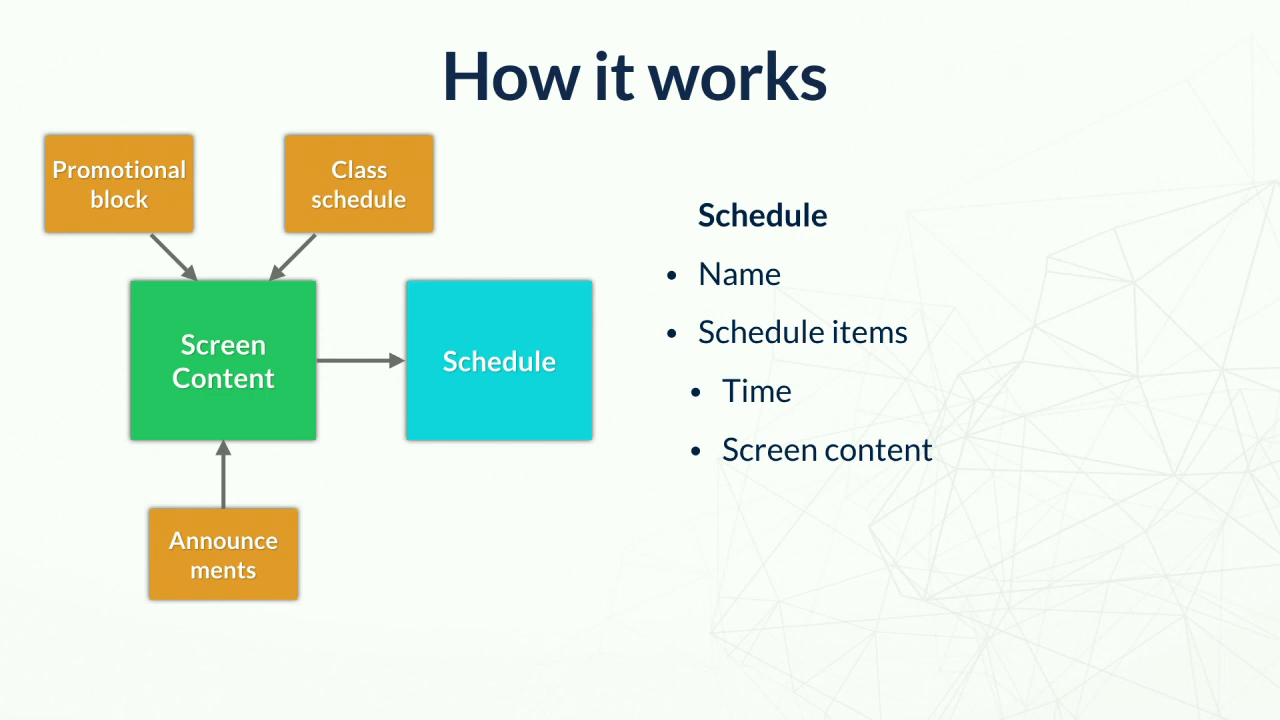 How it works
Promotional
block
Class
schedule
Screen
Content
Schedule
Announce
ments
Schedule
• Name
• Schedule items
• Time
• Screen content